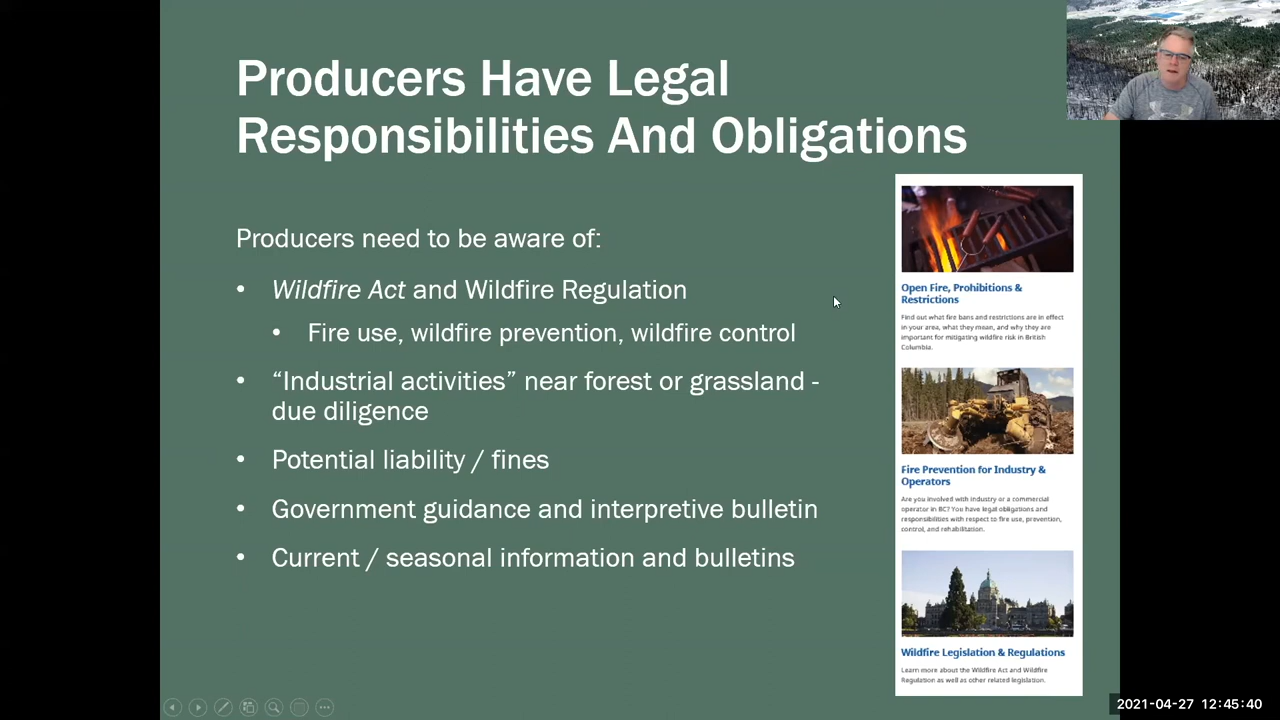 Producers Have Legal
Responsibilities And Obligations
Producers need to be aware of:
• Wildfire Act and Wildfire Regulation
• Fire use, wildfire prevention, wildfire control
• “Industrial activities” near forest or grassland -
due diligence
• Potential liability / fines
• Government guidance and interpretive bulletin
• Current / seasonal information and bulletins
Open Fire, Prohibitions &
Restrictions
Find out what fire bans and restrictions are in effect
in your area, what they mean, and why they are
important for mitigating wildfire risk in British
Columbia.
Fire Prevention for Industry &
Operators
Are you involved with industry or a commercial
operator in BC? You have legal obligations and
responsibilities with respect to fire use, prevention,
control, and rehabilitation.
Wildfire Legislation & Regulations
Learn more about the Wildfire Act and Wildfire
Regulation as well as other related legislation.
2021-04-27 12:45:40